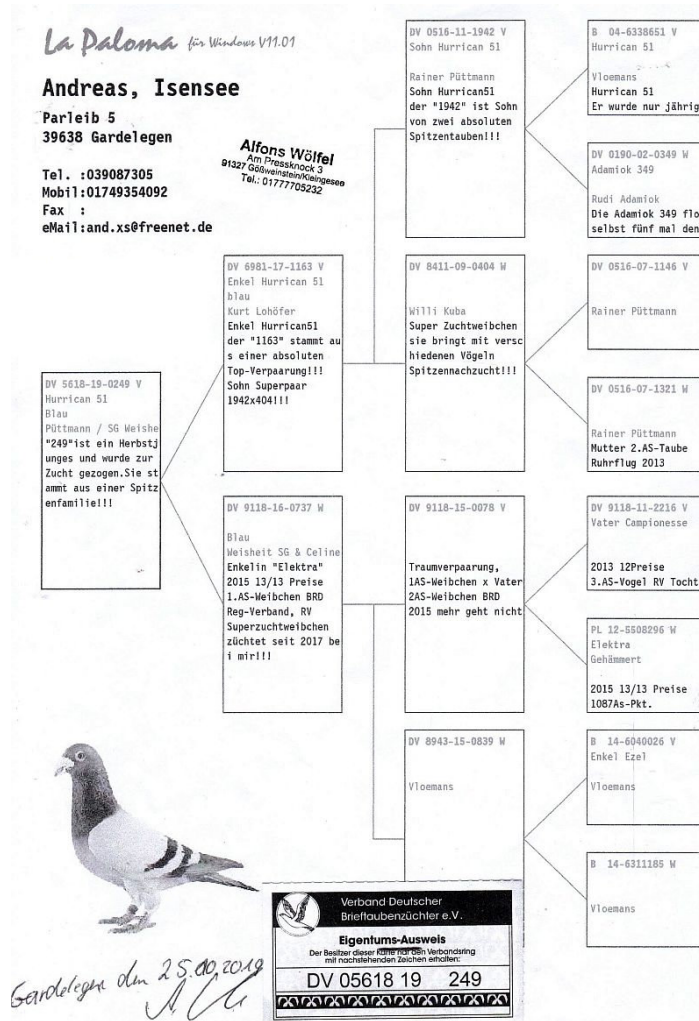 La Paloma für Windows V11.01
Andreas, Isensee
Parleib 5
39638 Gardelegen
Tel. :039087305
Mobil:01749354092
Fax :
eMail:and.xs@freenet.de
Alfons Wölfel
Am Pressknock 3
91327 Gößweinstein/Kleingesee
Tel.: 01777705232
DV 5618-19-0249 V
Hurrican 51
Blau
Püttmann / SG Weishe
"249"ist ein Herbstj
unges und wurde zur
Zucht gezogen.Sie st
ammt aus einer Spitz
enfamilie!!!
DV 6981-17-1163 V
Enkel Hurrican 51
blau
Kurt Lohöfer
Enkel Hurrican51
der "1163" stammt au
s einer absoluten
Top-Verpaarung!!!
Sohn Superpaar
1942x404!!!
DV 9118-16-0737 W
Blau
Weisheit SG & Celine
Enkelin "Elektra"
2015 13/13 Preise
1.AS-Weibchen BRD
Reg-Verband, RV
Superzuchtweibchen
züchtet seit 2017 be
i mir!!!
DV 0516-11-1942 V
Sohn Hurrican 51
Rainer Püttmann
Sohn Hurrican51
der "1942" ist Sohn
von zwei absoluten
Spitzentauben!!!
DV 8411-09-0404 W
Willi Kuba
Super Zuchtweibchen
sie bringt mit versc
hiedenen Vögeln
Spitzennachzucht!!!
DV 9118-15-0078 V
Traumverpaarung,
1AS-Weibchen x Vater
2AS-Weibchen BRD
2015 mehr geht nicht
DV 8943-15-0839 W
Vloemans
B 04-6338651 V
Hurrican 51
Vloemans
Hurrican 51
Er wurde nur jährig
DV 0190-02-0349 W
Adamiok 349
Rudi Adamiok
Die Adamiok 349 flo
selbst fünf mal den
DV 0516-07-1146 V
Rainer Püttmann
DV 0516-07-1321 W
Rainer Püttmann
Mutter 2.AS-Taube
Ruhrflug 2013
DV 9118-11-2216 V
Vater Campionesse
2013 12Preise
3.AS-Vogel RV Tocht
PL 12-5508296 W
Elektra
Gehämmert
2015 13/13 Preise
1087As-Pkt.
B 14-6040026 V
Enkel Ezel
Vloemans
B 14-6311185 W
Vloemans
Verband Deutscher
Brieftaubenzüchter e.V.
Eigentums-Ausweis
Der Besitzer dieser Karte hat den Verbandsring
mit nachstehenden Zeichen erhalten:
DV 05618 19 249
Gardelegen den